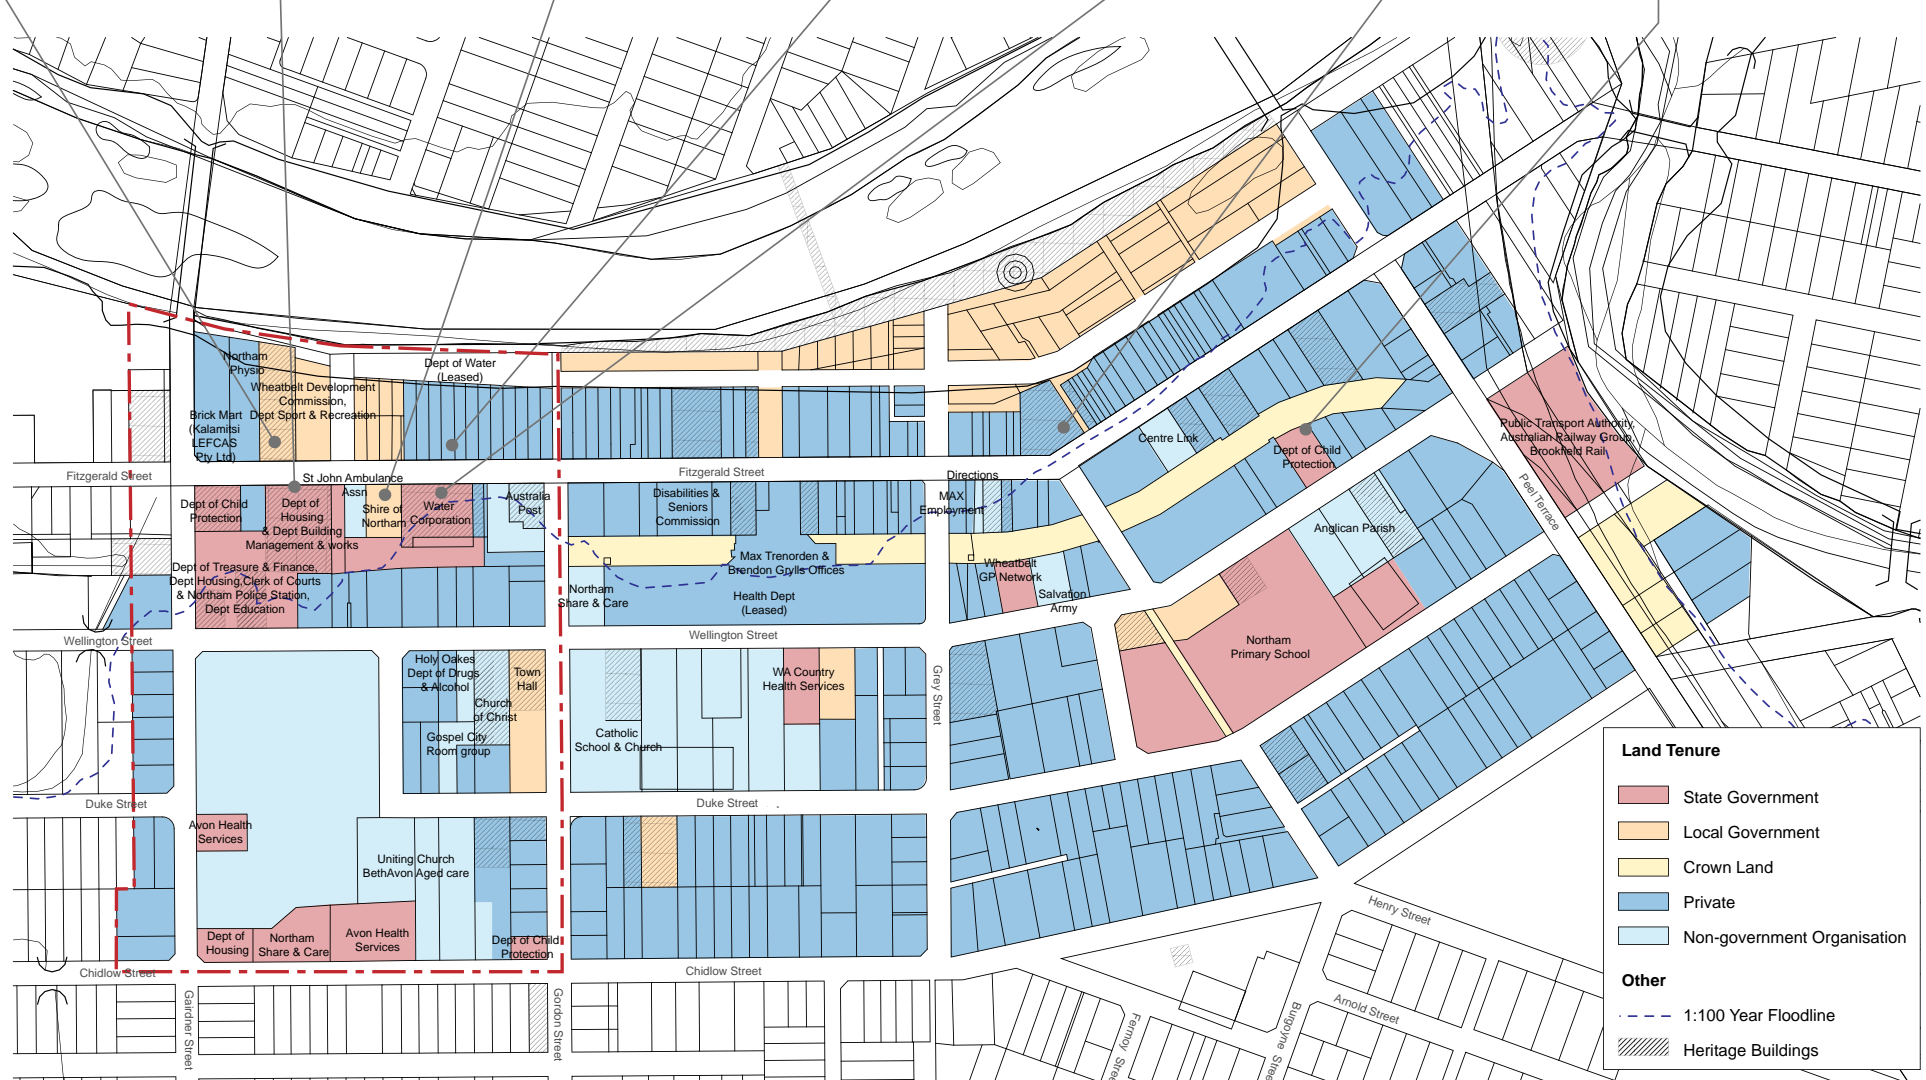 Northam
Physio
Wheatbelt Development
Commission,
Dept Sport & Recreation
Dept of Water
(Leased)
Brick Mart
(Kalamitsi
LEFCAS
Pty Ltd)
Fitzgerald Street
Fitzgerald Street
St John Ambulance
Assn
Dept of Child
Protection
Dept of
Housing
& Dept Building
Management & works
Shire of
Northam
Water
Corporation
Australia
Post
Disabilities &
Seniors
Commission
Directions
MAX
Employment
Centre Link
Dept of Child
Protection
Public Transport Authority,
Australian Railway Group,
Brookfield Rail
Peel Terrace
Anglican Parish
Dept of Treasure & Finance,
Dept Housing,Clerk of Courts
& Northam Police Station,
Dept Education
Max Trenorden &
Brendon Grylls Offices
Northam
Share & Care
Health Dept
(Leased)
Wheatbelt
GP Network
Salvation
Army
Wellington Street
Wellington Street
Northam
Primary School
Holy Oakes
Dept of Drugs
& Alcohol
Town
Hall
Church
of Christ
Gospel City
Room group
Catholic
School & Church
WA Country
Health Services
Grey Street
Duke Street
Duke Street
Avon Health
Services
Uniting Church
BethAvon Aged care
Dept of
Housing
Northam
Share & Care
Avon Health
Services
Dept of Child
Protection
Chidlow Street
Chidlow Street
Gairdner Street
Gordon Street
Henry Street
Arnold Street
Fermoy Stree
Burgoyne Stree
Land Tenure
State Government
Local Government
Crown Land
Private
Non-government Organisation
Other
1:100 Year Floodline
Heritage Buildings